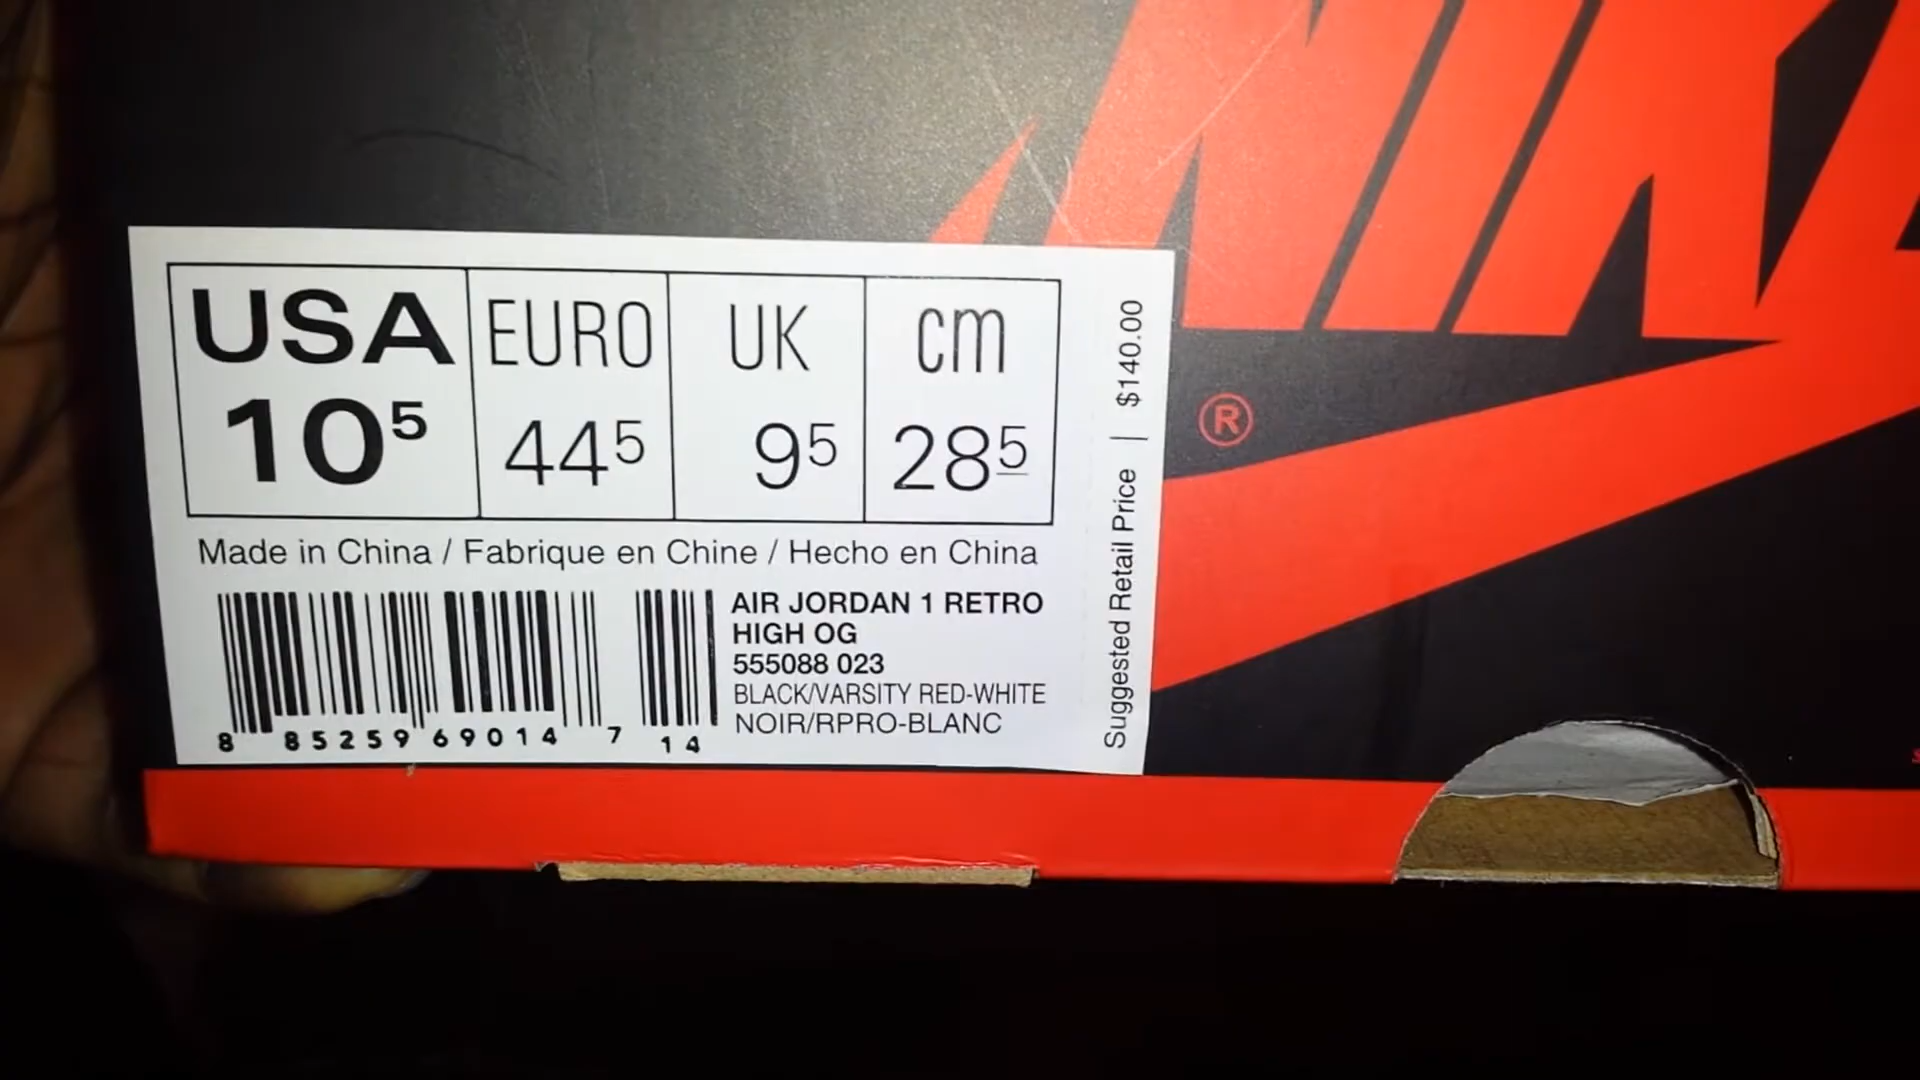 NIKE
USA EURO UK cm
10⁵ 44⁵ 9⁵ 28⁵
Made in China / Fabrique en Chine / Hecho en China
AIR JORDAN 1 RETRO
HIGH OG
555088 023
BLACK/VARSITY RED-WHITE
NOIR/RPRO-BLANC
8 85259 69014 7 14
Suggested Retail Price | $140.00
®